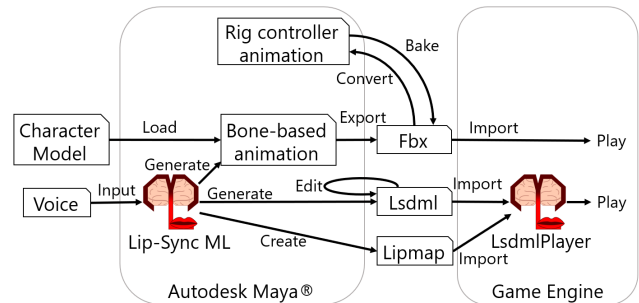 Rig controller
animation
Bake
Convert
Character
Model
Load
Bone-based
animation
Export
Fbx
Import
Play
Generate
Voice
Input
Lip-Sync ML
Generate
Edit
Lsdml
Import
LsdmlPlayer
Play
Create
Lipmap
Import
Autodesk Maya®
Game Engine